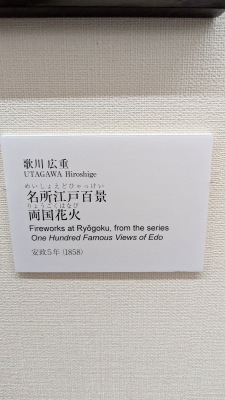 歌川 広重
UTAGAWA Hiroshige
めいしょえどひゃっけい
名所江戸百景
りょうごくはなび
両国花火
Fireworks at Ryōgoku, from the series
One Hundred Famous Views of Edo
安政5年 (1858)